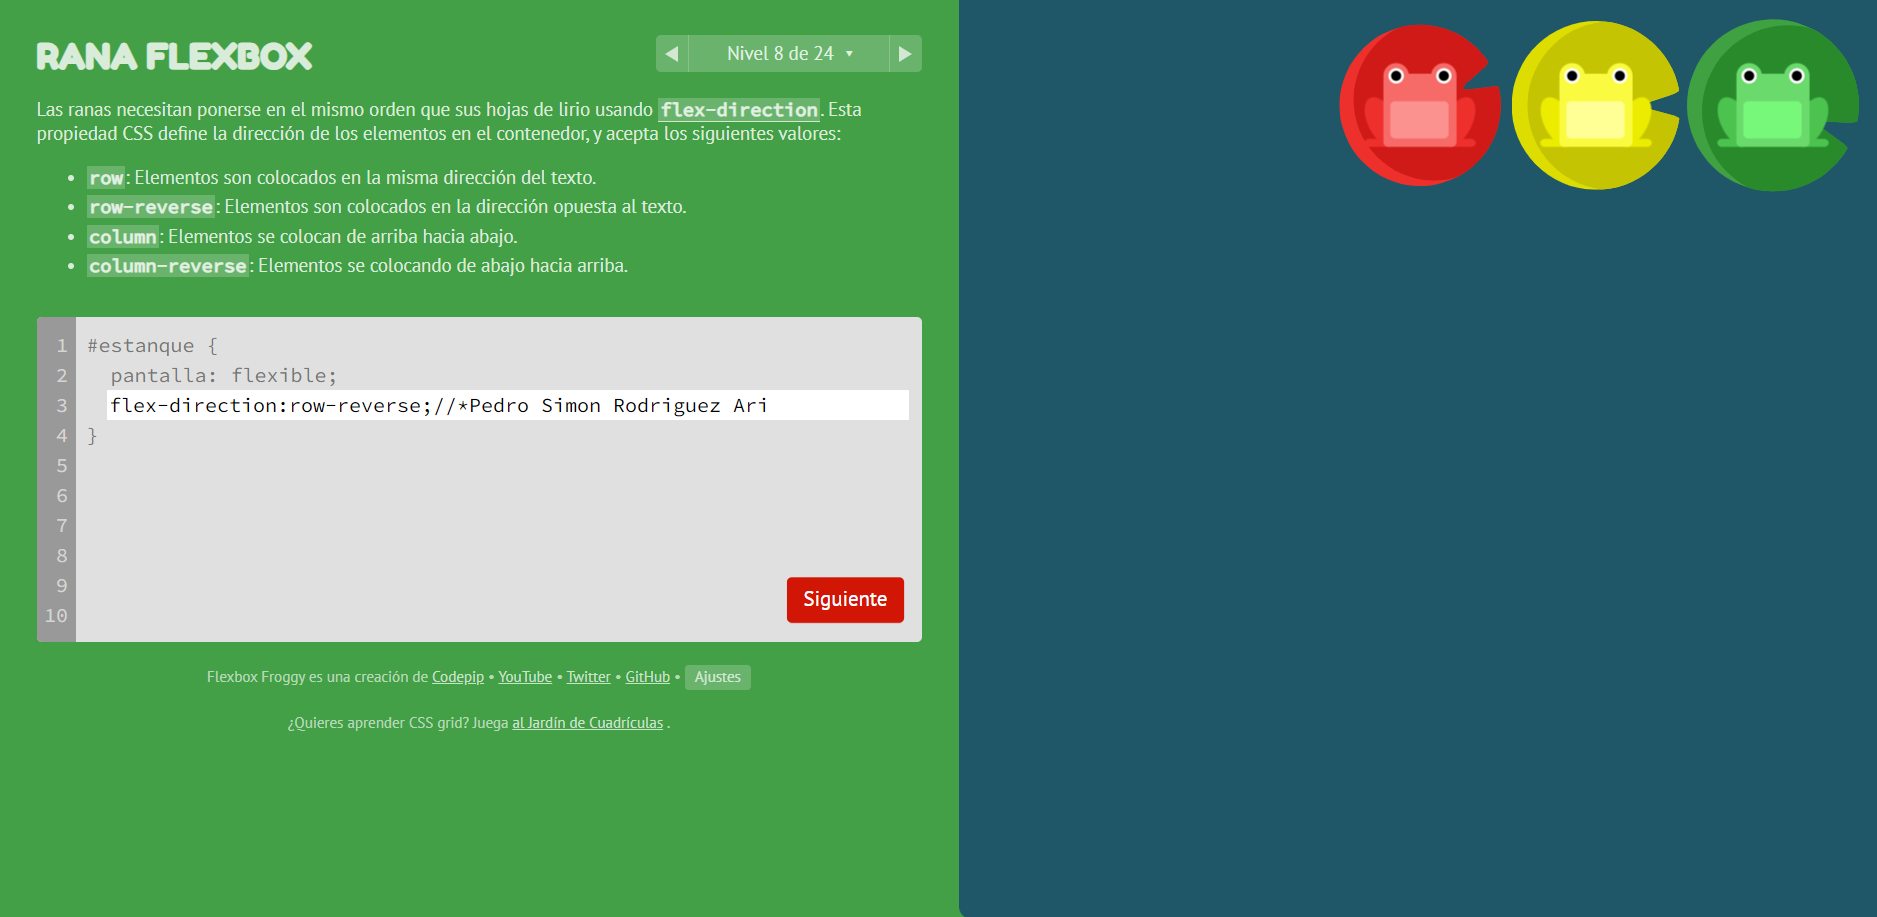 RANA FLEXBOX
Nivel 8 de 24
Las ranas necesitan ponerse en el mismo orden que sus hojas de lirio usando flex-direction. Esta
propiedad CSS define la dirección de los elementos en el contenedor, y acepta los siguientes valores:
• row: Elementos son colocados en la misma dirección del texto.
• row-reverse: Elementos son colocados en la dirección opuesta al texto.
• column: Elementos se colocan de arriba hacia abajo.
• column-reverse: Elementos se colocando de abajo hacia arriba.
1 #estanque {
2 pantalla: flexible;
3 flex-direction:row-reverse;//*Pedro Simon Rodriguez Ari
4 }
5
6
7
8
9
10
Siguiente
Flexbox Froggy es una creación de Codepip • YouTube • Twitter • GitHub • Ajustes
¿Quieres aprender CSS grid? Juega al Jardín de Cuadrículas .